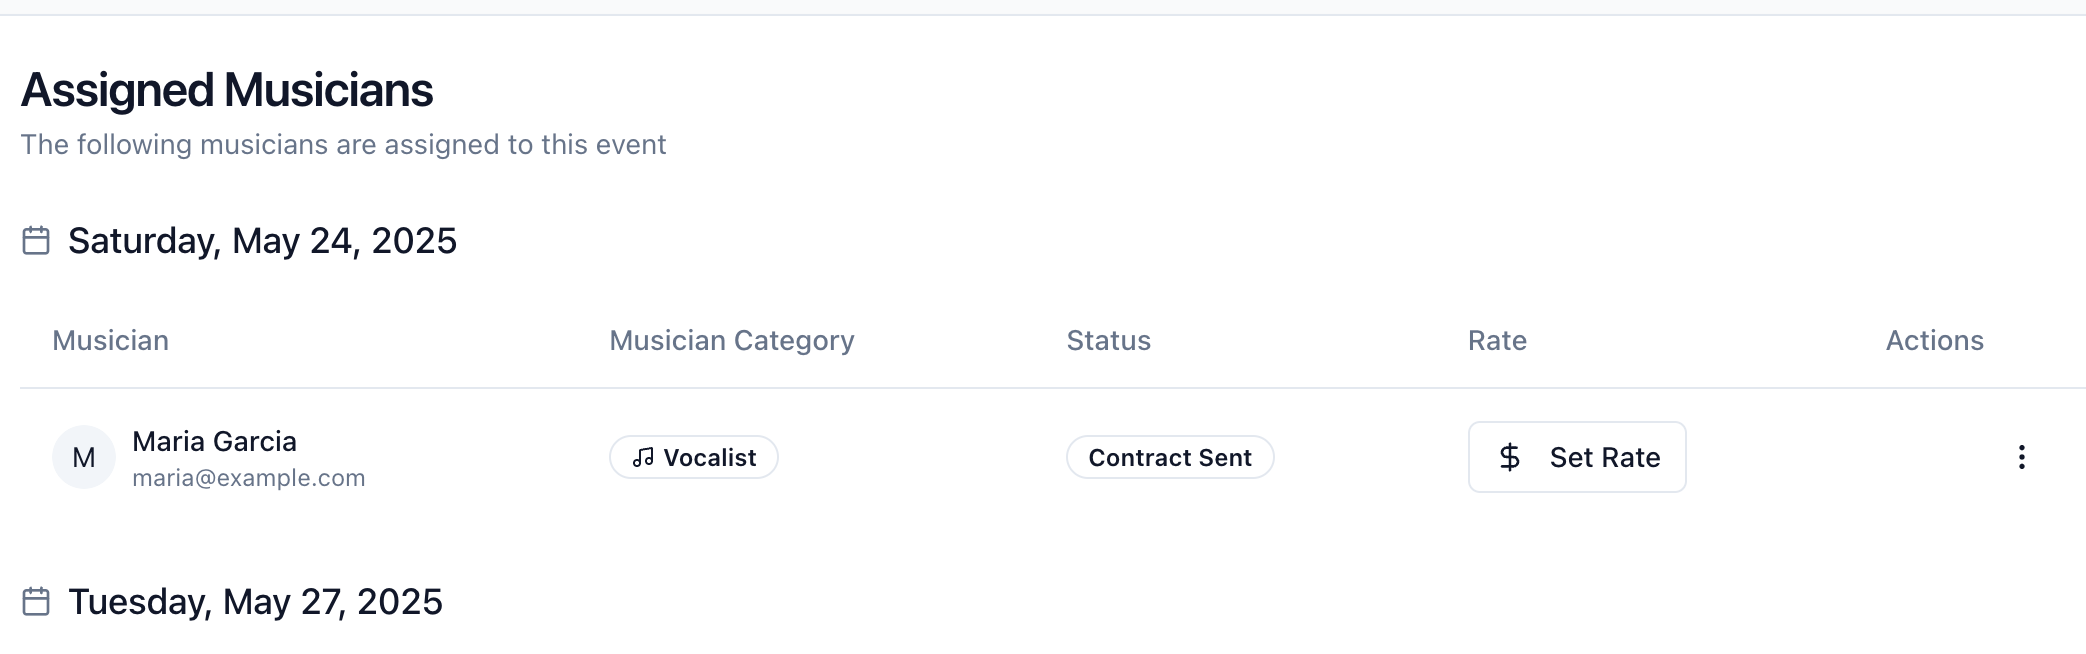 Assigned Musicians
The following musicians are assigned to this event
Saturday, May 24, 2025
Musician Musician Category Status Rate Actions
M Maria Garcia Vocalist Contract Sent $ Set Rate
maria@example.com
Tuesday, May 27, 2025